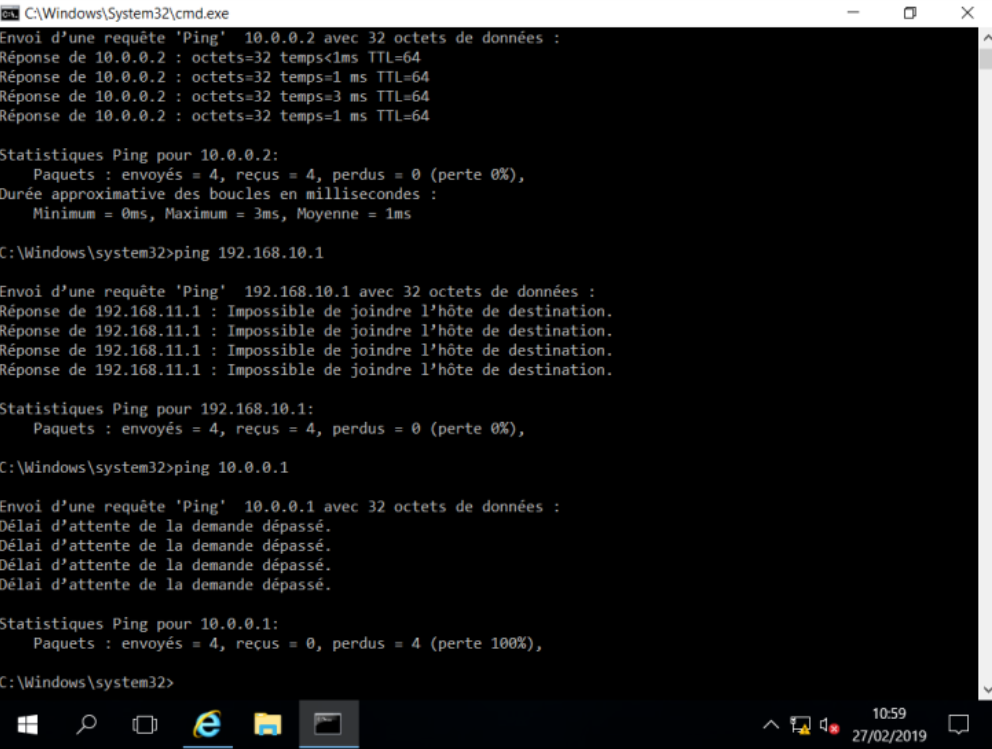 C:\Windows\System32\cmd.exe
Envoi d'une requête 'Ping'  10.0.0.2 avec 32 octets de données :
Réponse de 10.0.0.2 : octets=32 temps<1ms TTL=64
Réponse de 10.0.0.2 : octets=32 temps=1 ms TTL=64
Réponse de 10.0.0.2 : octets=32 temps=3 ms TTL=64
Réponse de 10.0.0.2 : octets=32 temps=1 ms TTL=64
Statistiques Ping pour 10.0.0.2:
    Paquets : envoyés = 4, reçus = 4, perdus = 0 (perte 0%),
Durée approximative des boucles en millisecondes :
    Minimum = 0ms, Maximum = 3ms, Moyenne = 1ms
C:\Windows\system32>ping 192.168.10.1
Envoi d'une requête 'Ping'  192.168.10.1 avec 32 octets de données :
Réponse de 192.168.11.1 : Impossible de joindre l'hôte de destination.
Réponse de 192.168.11.1 : Impossible de joindre l'hôte de destination.
Réponse de 192.168.11.1 : Impossible de joindre l'hôte de destination.
Réponse de 192.168.11.1 : Impossible de joindre l'hôte de destination.
Statistiques Ping pour 192.168.10.1:
    Paquets : envoyés = 4, reçus = 4, perdus = 0 (perte 0%),
C:\Windows\system32>ping 10.0.0.1
Envoi d'une requête 'Ping'  10.0.0.1 avec 32 octets de données :
Délai d'attente de la demande dépassé.
Délai d'attente de la demande dépassé.
Délai d'attente de la demande dépassé.
Délai d'attente de la demande dépassé.
Statistiques Ping pour 10.0.0.1:
    Paquets : envoyés = 4, reçus = 0, perdus = 4 (perte 100%),
C:\Windows\system32>
10:59
27/02/2019